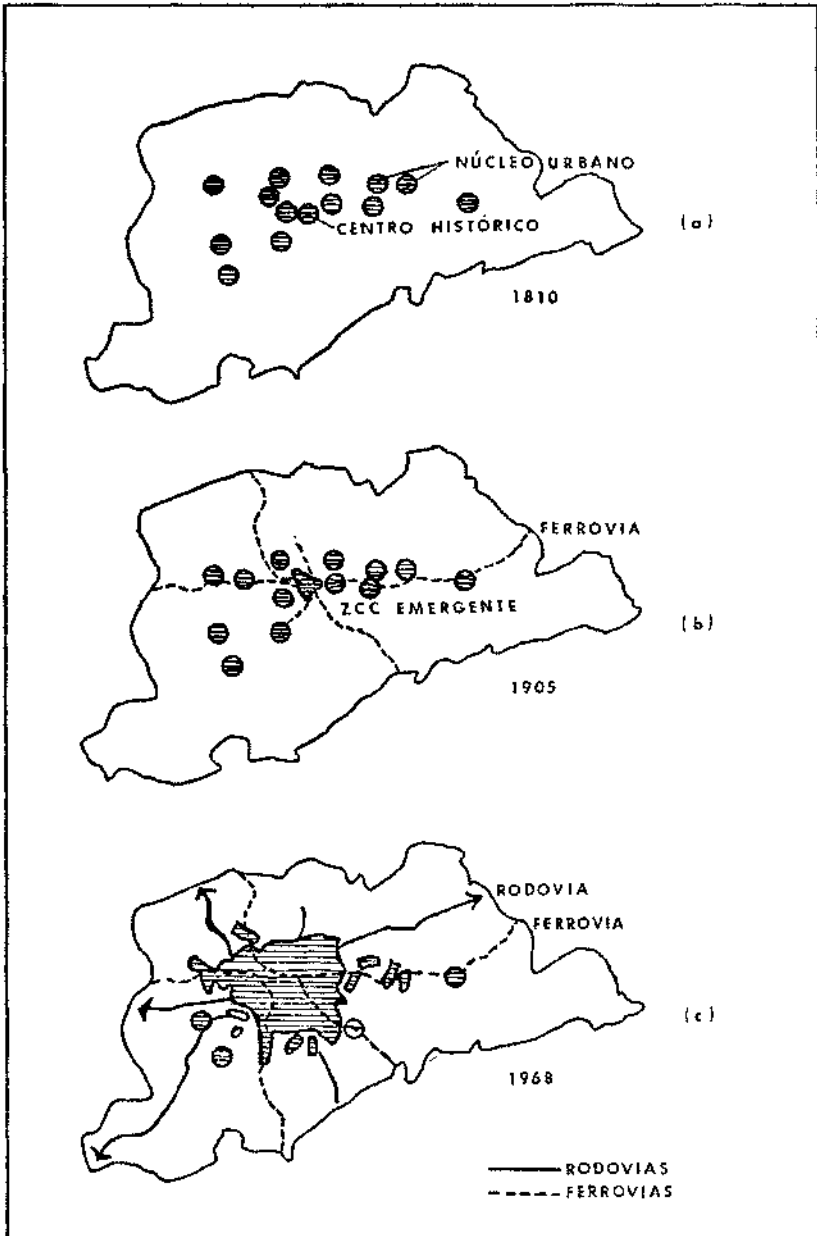 NÚCLEO URBANO
CENTRO HISTÓRICO
(a)
1810
FERROVIA
ZCC EMERGENTE
(b)
1905
RODOVIA
FERROVIA
(c)
1968
RODOVIAS
FERROVIAS